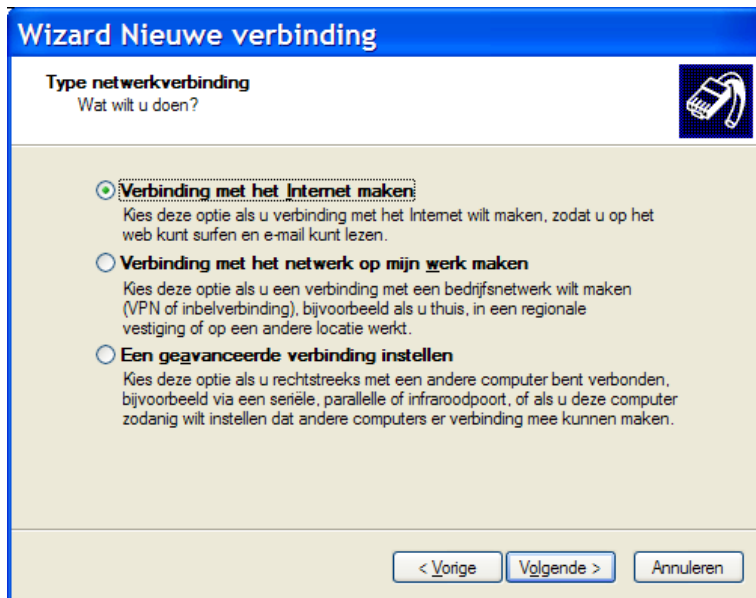 Wizard Nieuwe verbinding
Type netwerkverbinding
Wat wilt u doen?
Verbinding met het Internet maken
Kies deze optie als u verbinding met het Internet wilt maken, zodat u op het
web kunt surfen en e-mail kunt lezen.
Verbinding met het netwerk op mijn werk maken
Kies deze optie als u een verbinding met een bedrijfsnetwerk wilt maken
(VPN of inbelverbinding), bijvoorbeeld als u thuis, in een regionale
vestiging of op een andere locatie werkt.
Een geavanceerde verbinding instellen
Kies deze optie als u rechtstreeks met een andere computer bent verbonden,
bijvoorbeeld via een seriële, parallelle of infraroodpoort, of als u deze computer
zodanig wilt instellen dat andere computers er verbinding mee kunnen maken.
< Vorige Volgende > Annuleren